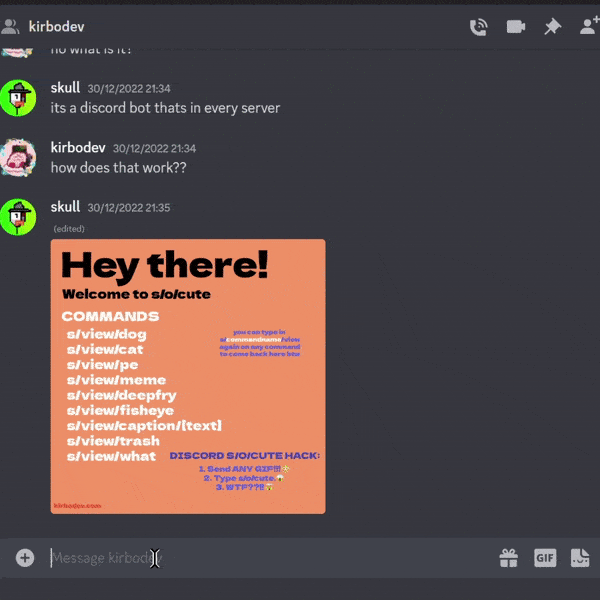 kirbodev
no what is it?
skull 30/12/2022 21:34
its a discord bot thats in every server
kirbodev 30/12/2022 21:34
how does that work??
skull 30/12/2022 21:35
(edited)
Hey there!
Welcome to s/o/cute
COMMANDS
s/view/dog
s/view/cat
s/view/pe
s/view/meme
s/view/deepfry
s/view/fisheye
s/view/caption/[text]
s/view/trash
s/view/what
you can type in
s/commandname/view
again on any command
to come back here btw
DISCORD S/O/CUTE HACK:
1. Send ANY GIF!!!
2. Type s/o/cute.
3. WTF??!!
Message kirbodev
GIF